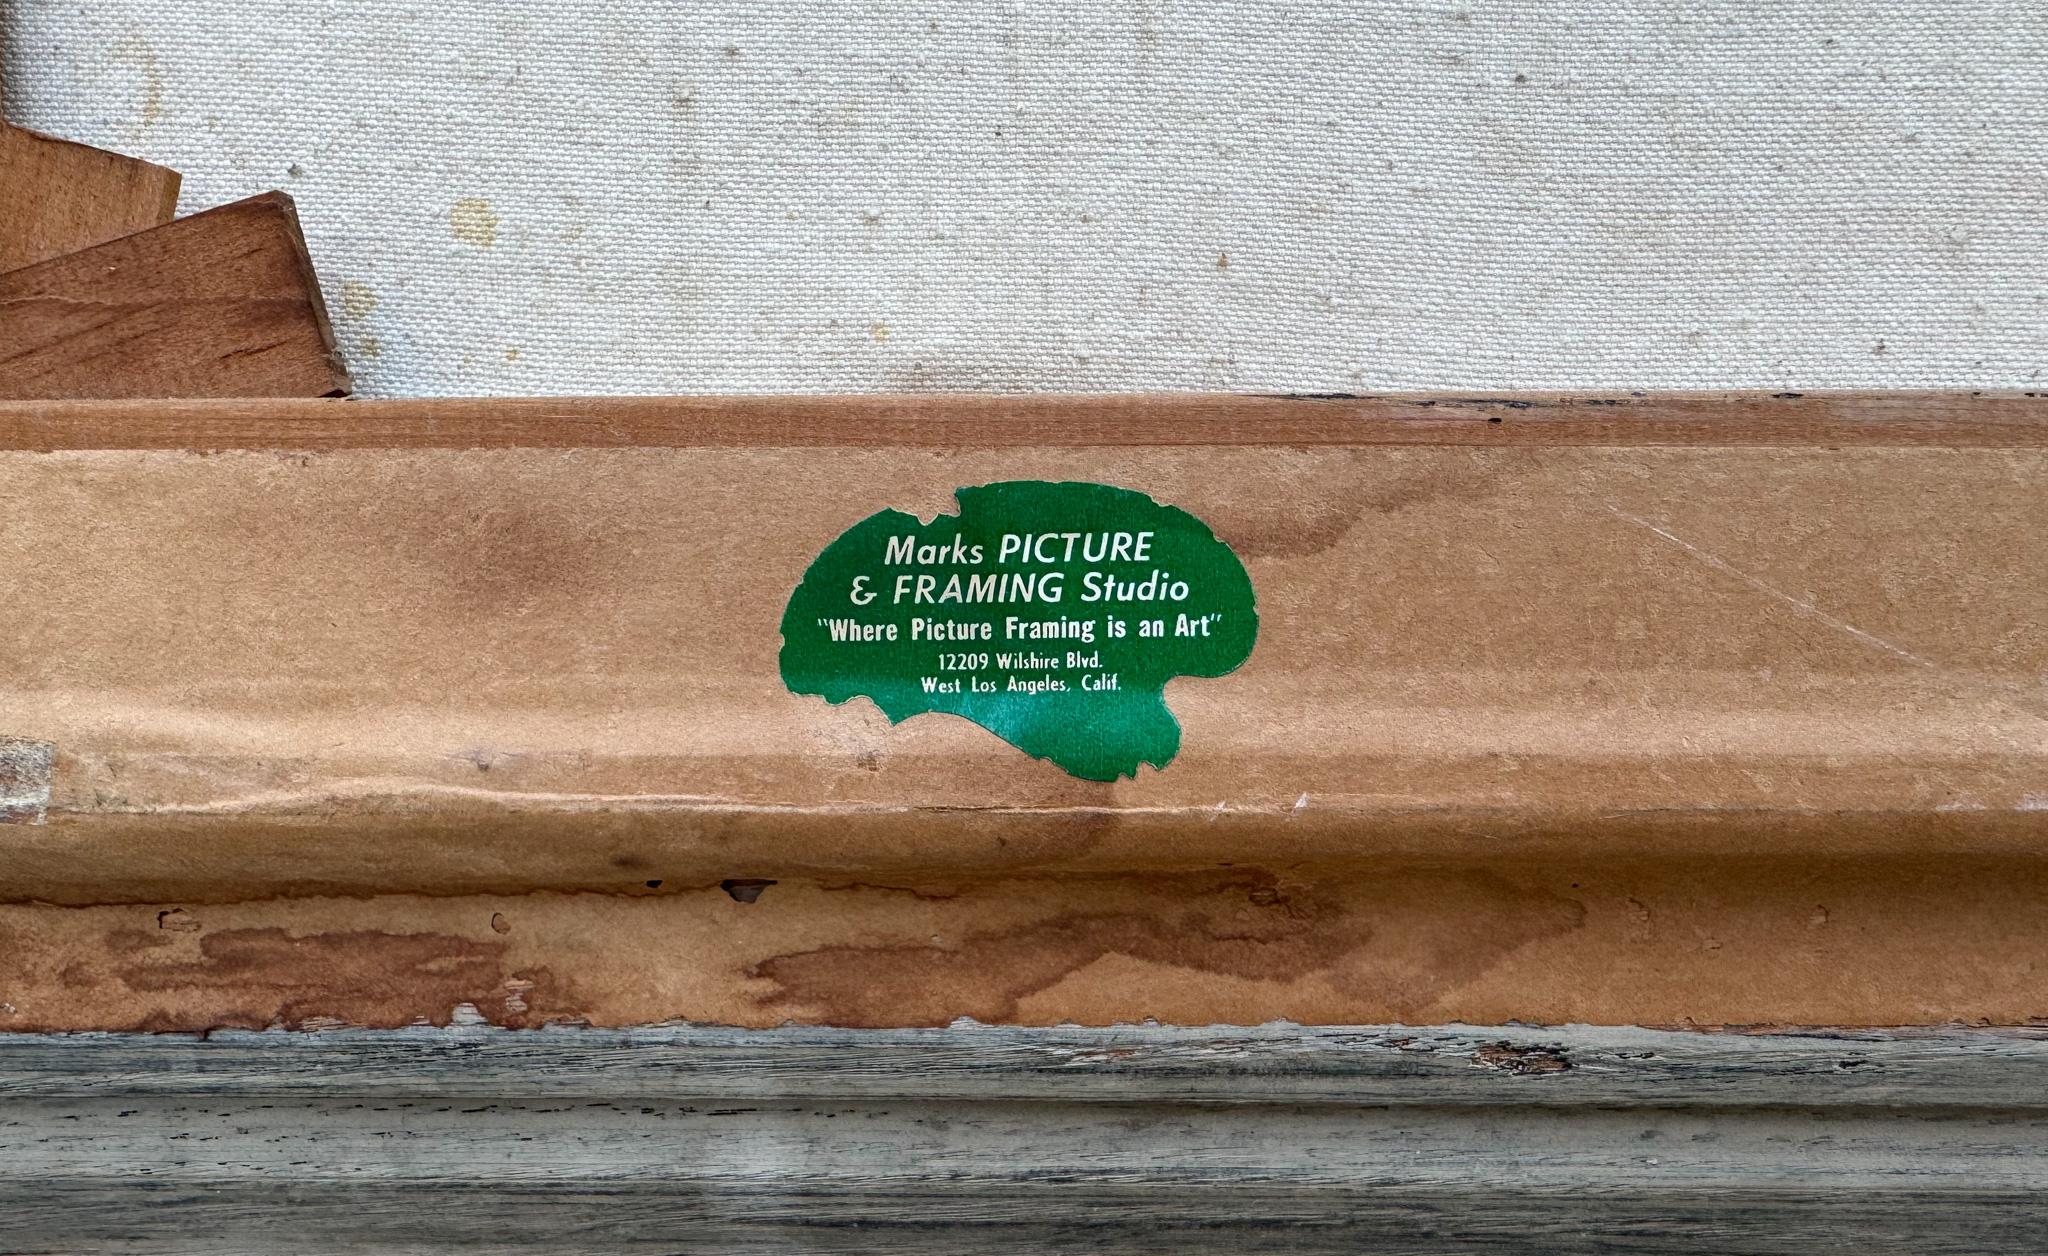 Marks PICTURE
& FRAMING Studio
"Where Picture Framing is an Art"
12209 Wilshire Blvd.
West Los Angeles, Calif.